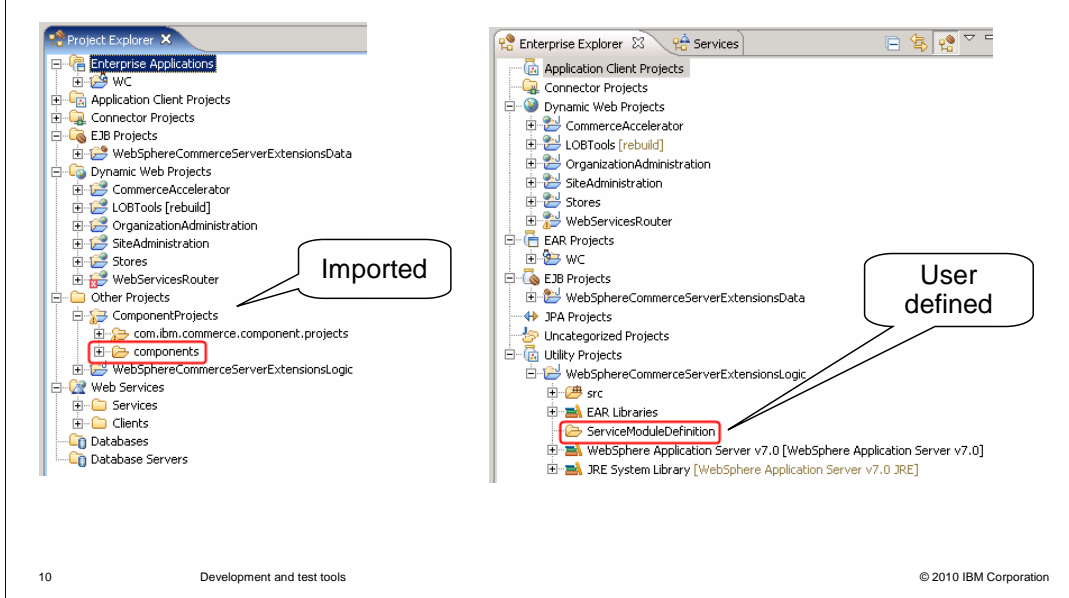 Project Explorer
Enterprise Applications
WC
Application Client Projects
Connector Projects
EJB Projects
WebSphereCommerceServerExtensionsData
Dynamic Web Projects
CommerceAccelerator
LOBTools [rebuild]
OrganizationAdministration
SiteAdministration
Stores
WebServicesRouter
Other Projects
ComponentProjects
com.ibm.commerce.component.projects
components
WebSphereCommerceServerExtensionsLogic
Web Services
Services
Clients
Databases
Database Servers
Imported
Enterprise Explorer Services
Application Client Projects
Connector Projects
Dynamic Web Projects
CommerceAccelerator
LOBTools [rebuild]
OrganizationAdministration
SiteAdministration
Stores
WebServicesRouter
EAR Projects
WC
EJB Projects
WebSphereCommerceServerExtensionsData
JPA Projects
Uncategorized Projects
Utility Projects
WebSphereCommerceServerExtensionsLogic
src
EAR Libraries
ServiceModuleDefinition
WebSphere Application Server v7.0 [WebSphere Application Server v7.0]
JRE System Library [WebSphere Application Server v7.0 JRE]
User
defined
10 Development and test tools © 2010 IBM Corporation